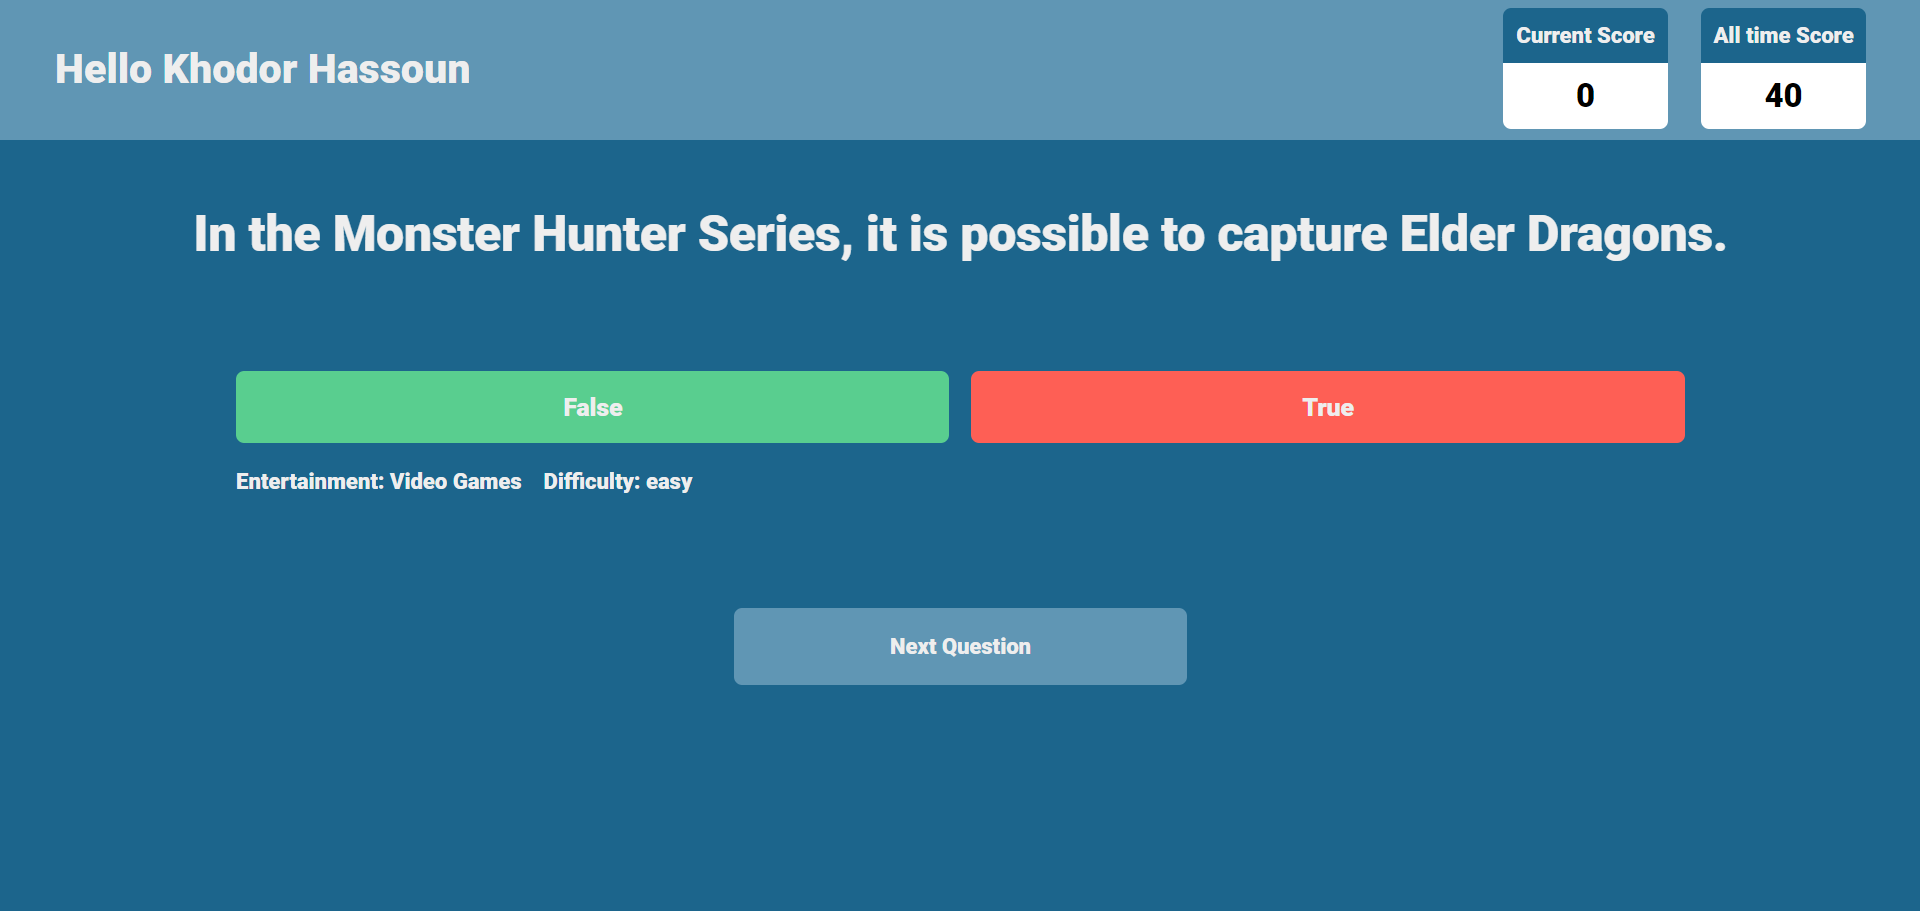 Hello Khodor Hassoun
Current Score
0
All time Score
40
In the Monster Hunter Series, it is possible to capture Elder Dragons.
False
True
Entertainment: Video Games Difficulty: easy
Next Question